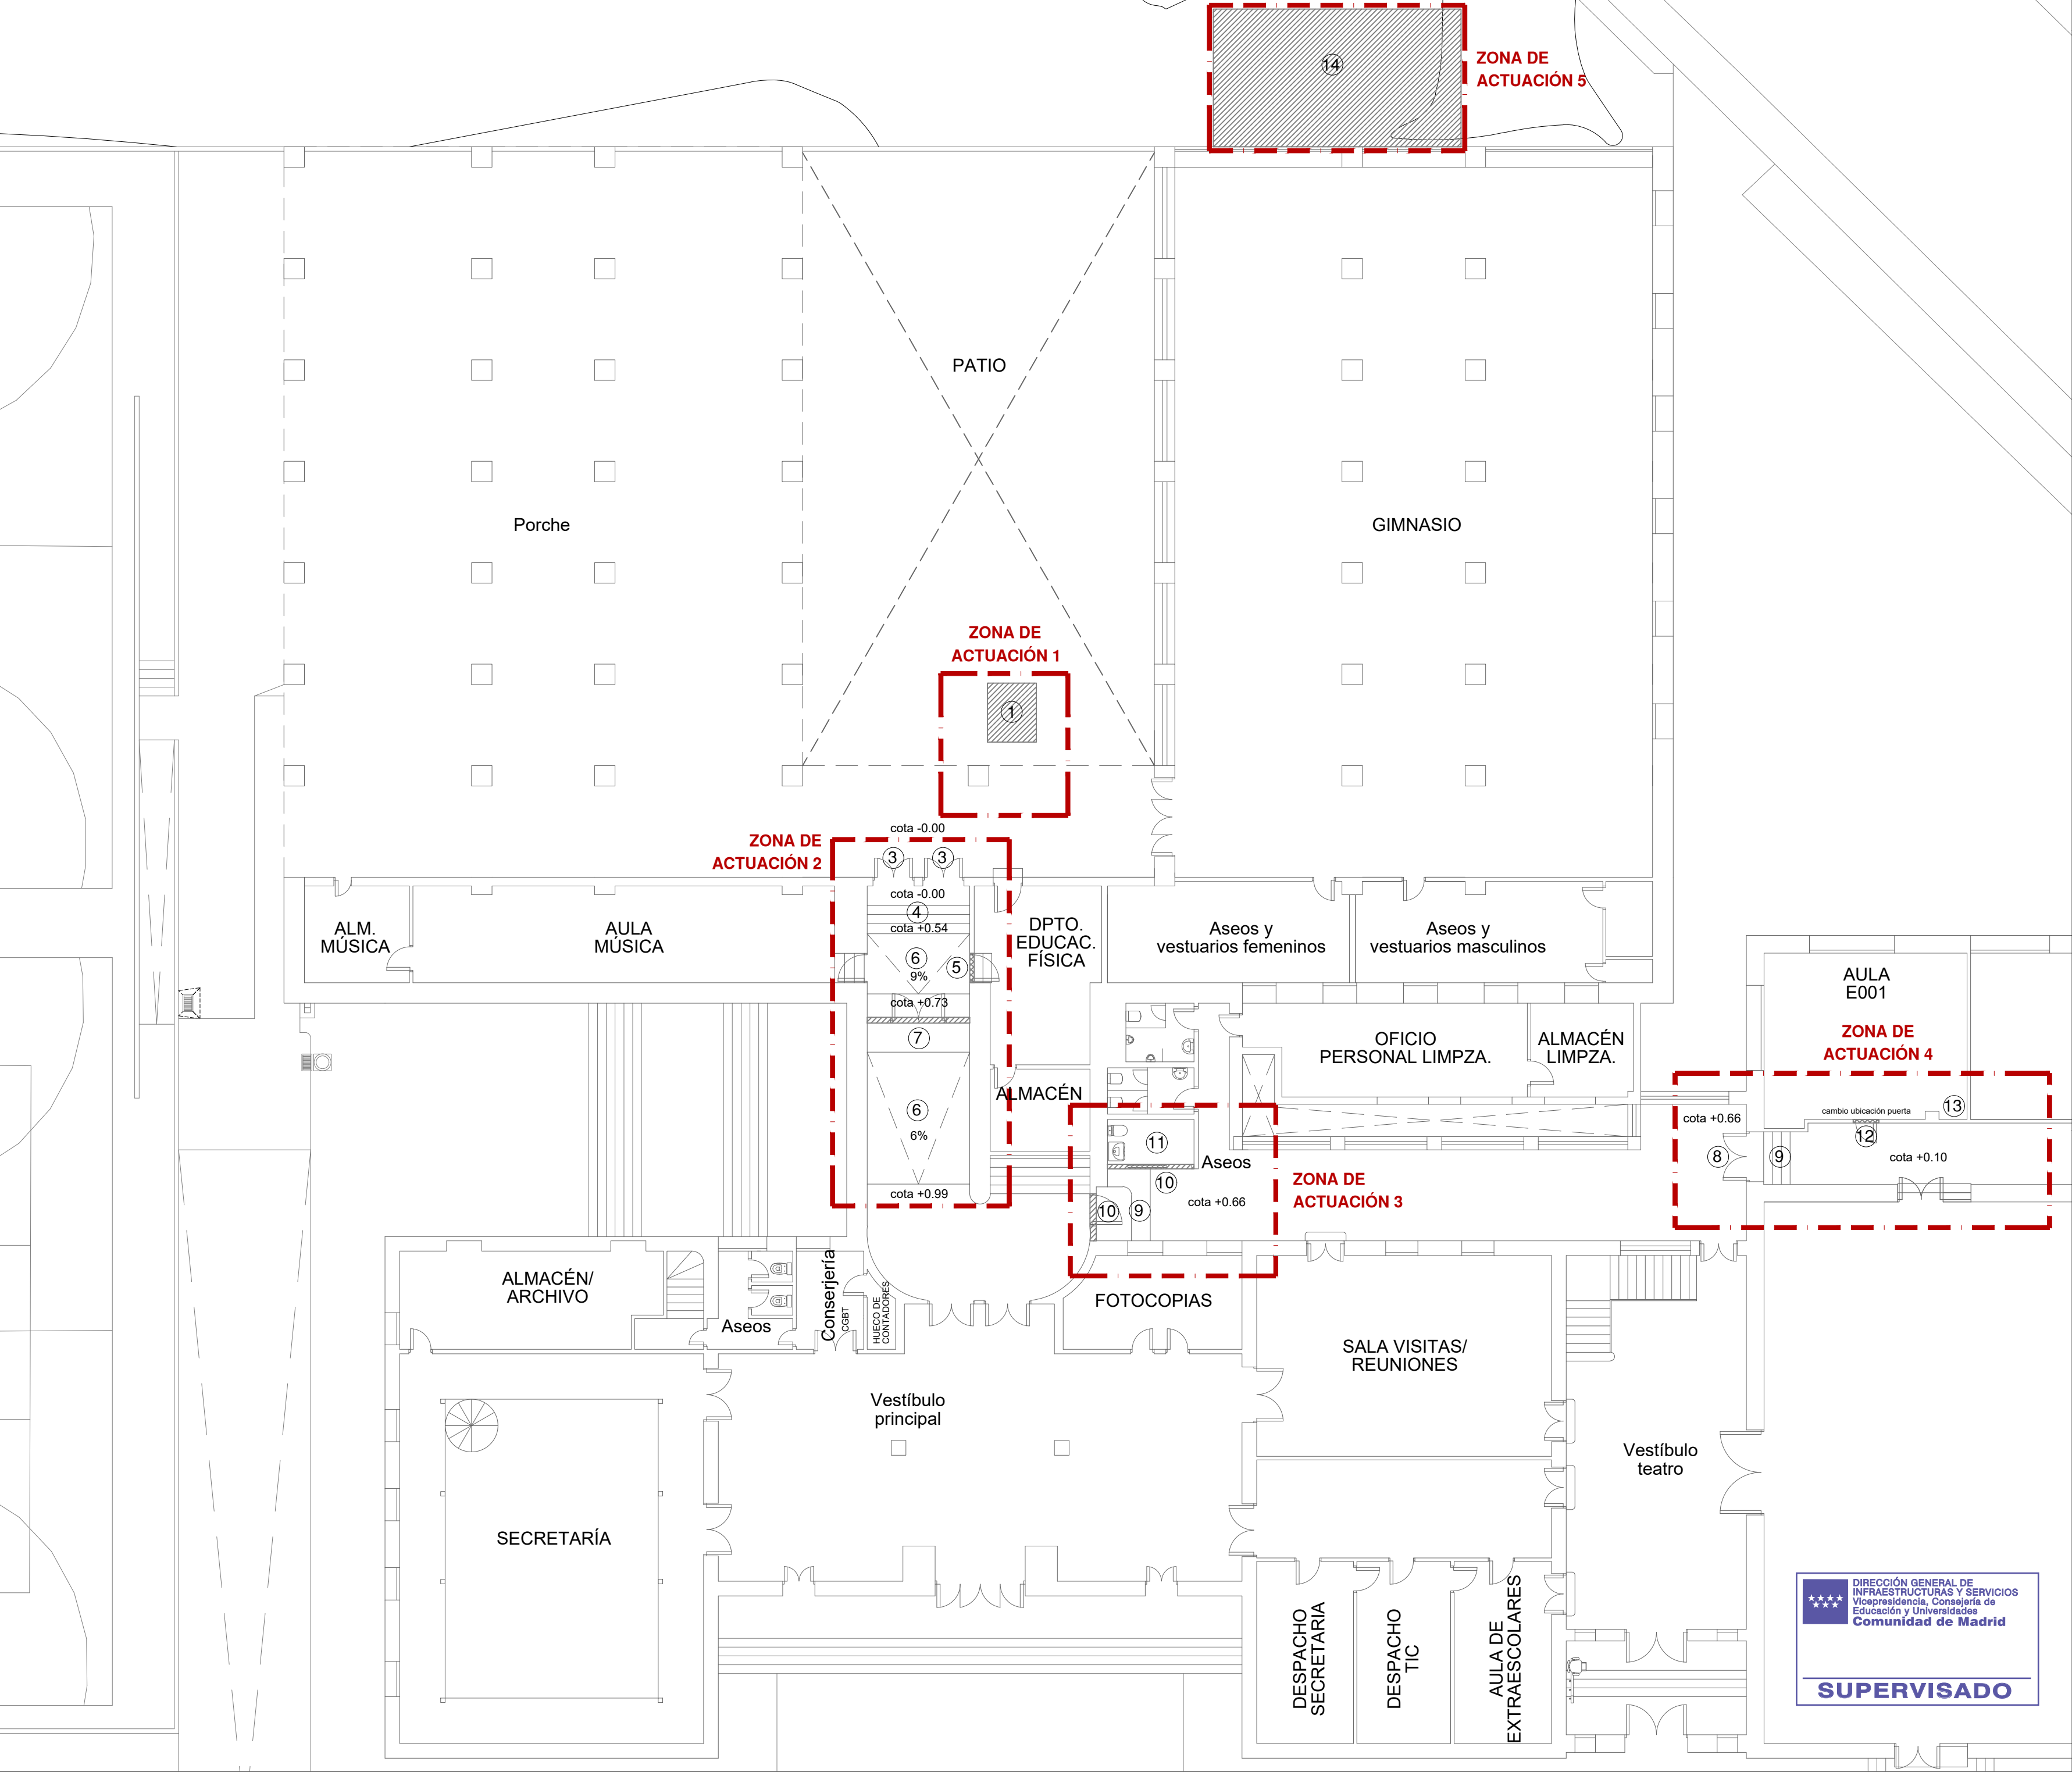 14
ZONA DE
ACTUACIÓN 5
PATIO
Porche
GIMNASIO
ZONA DE
ACTUACIÓN 1
1
cota -0.00
ZONA DE
ACTUACIÓN 2
3
3
cota -0.00
4
cota +0.54
6
9%
5
cota +0.73
7
6
6%
cota +0.99
ALM.
MÚSICA
AULA
MÚSICA
DPTO.
EDUCAC.
FÍSICA
Aseos y
vestuarios femeninos
Aseos y
vestuarios masculinos
OFICIO
PERSONAL LIMPZA.
ALMACÉN
LIMPZA.
ALMACÉN
AULA
E001
ZONA DE
ACTUACIÓN 4
cota +0.66
cambio ubicación puerta
13
12
8
9
cota +0.10
11
Aseos
10
cota +0.66
10
9
ZONA DE
ACTUACIÓN 3
ALMACÉN/
ARCHIVO
Aseos
Conserjería
CGBT
HUECO DE
CONTADORES
FOTOCOPIAS
SALA VISITAS/
REUNIONES
Vestíbulo
principal
Vestíbulo
teatro
SECRETARÍA
DESPACHO
SECRETARIA
DESPACHO
TIC
AULA DE
EXTRAESCOLARES
DIRECCIÓN GENERAL DE
INFRAESTRUCTURAS Y SERVICIOS
Vicepresidencia, Consejería de
Educación y Universidades
Comunidad de Madrid
SUPERVISADO